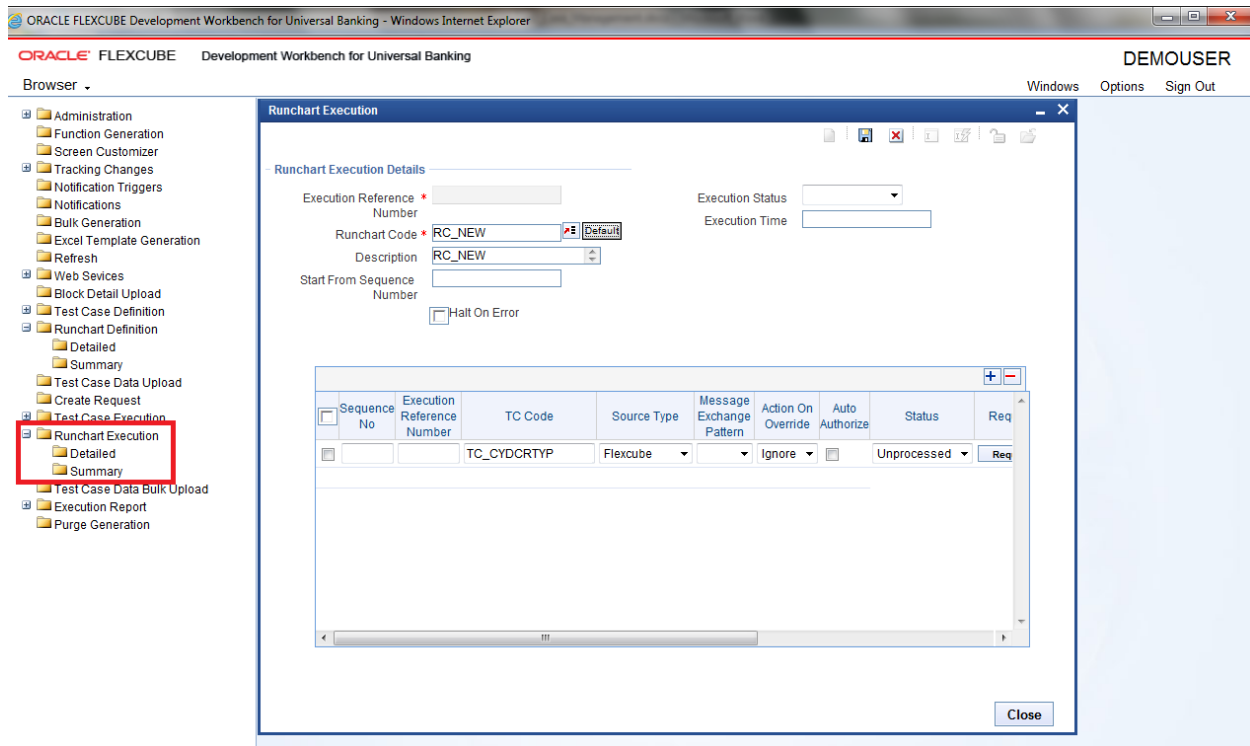 ORACLE FLEXCUBE Development Workbench for Universal Banking - Windows Internet Explorer
ORACLE FLEXCUBE Development Workbench for Universal Banking
DEMOUSER
Browser
Windows Options Sign Out
Administration
Function Generation
Screen Customizer
Tracking Changes
Notification Triggers
Notifications
Bulk Generation
Excel Template Generation
Refresh
Web Sevices
Block Detail Upload
Test Case Definition
Runchart Definition
Detailed
Summary
Test Case Data Upload
Create Request
Test Case Execution
Runchart Execution
Detailed
Summary
Test Case Data Bulk Upload
Execution Report
Purge Generation
Runchart Execution
Runchart Execution Details
Execution Reference *
Number
Runchart Code * RC_NEW Default
Description RC_NEW
Start From Sequence
Number
Halt On Error
Execution Status
Execution Time
Sequence No
Execution Reference Number
TC Code
Source Type
Message Exchange Pattern
Action On Override
Auto Authorize
Status
Req
TC_CYDCRTYP Flexcube Ignore Unprocessed Req
Close